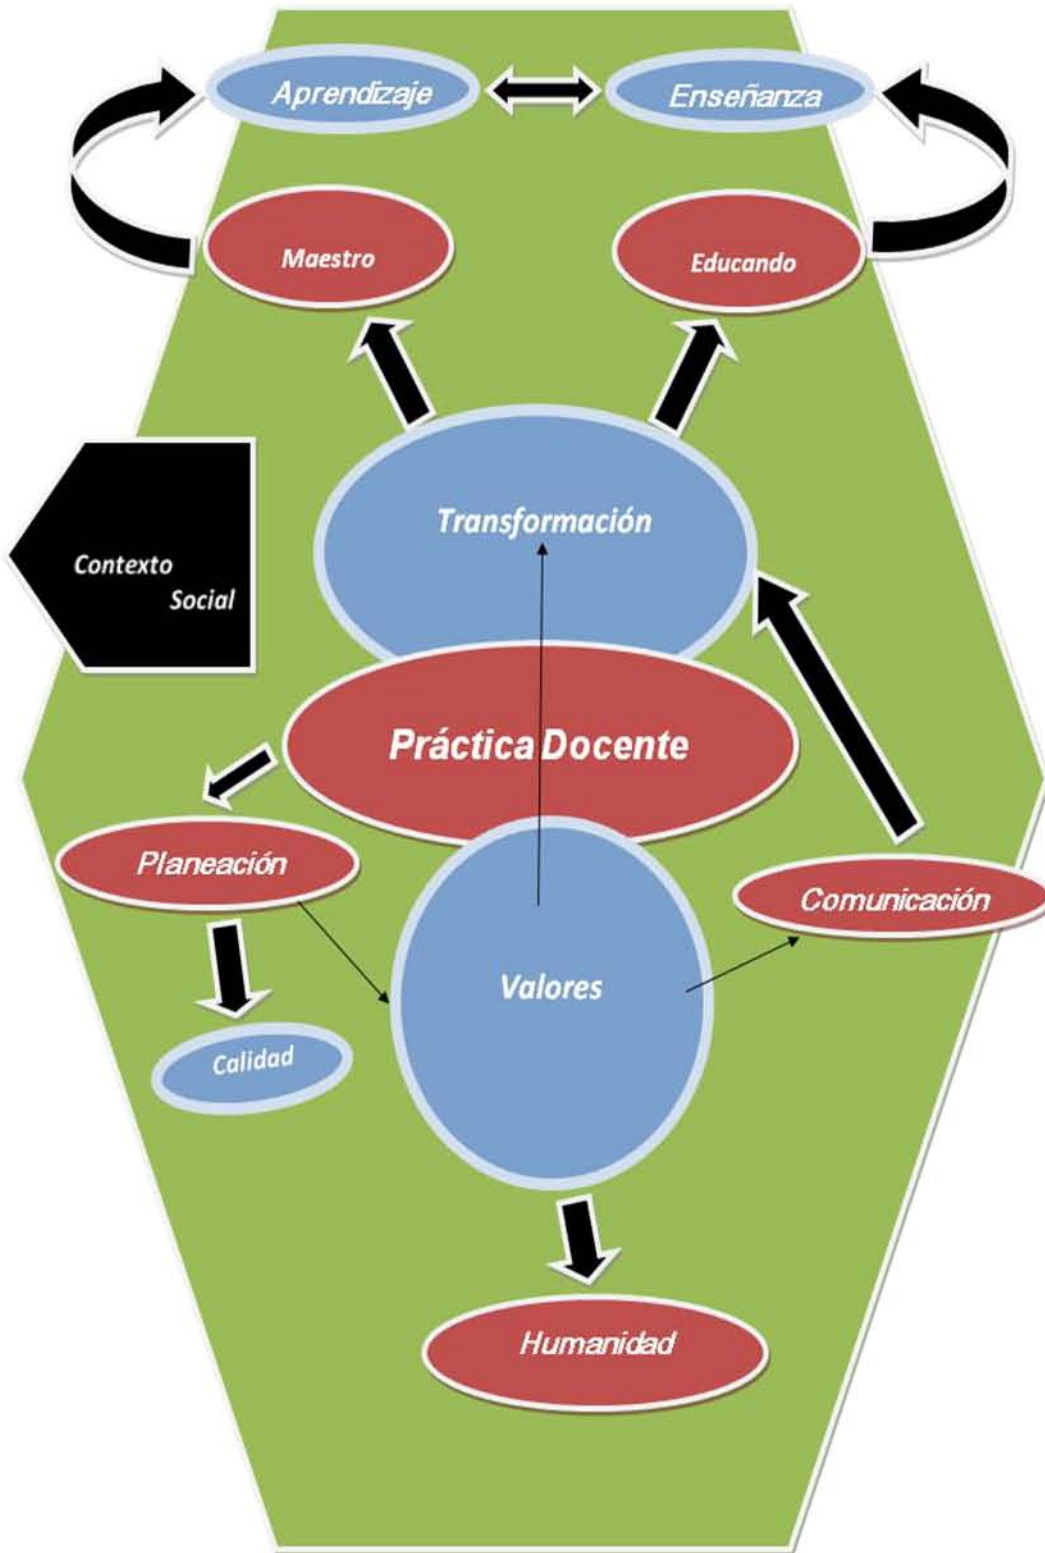 Aprendizaje
Enseñanza
Maestro
Educando
Transformación
Contexto
Social
Práctica Docente
Planeación
Comunicación
Valores
Calidad
Humanidad